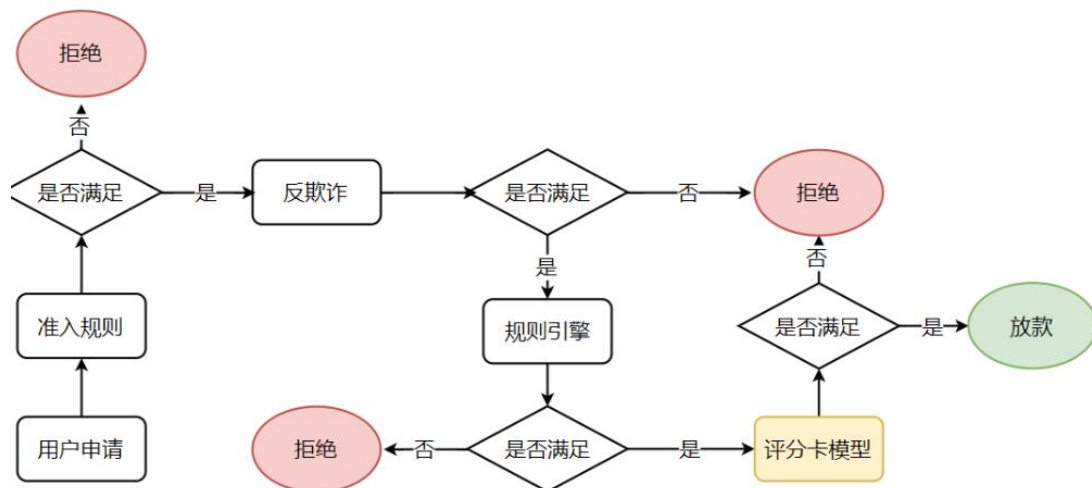 拒绝
否
是否满足
是
反欺诈
是否满足
否
拒绝
是
否
准入规则
规则引擎
是否满足
是
放款
用户申请
拒绝
否
是否满足
是
评分卡模型